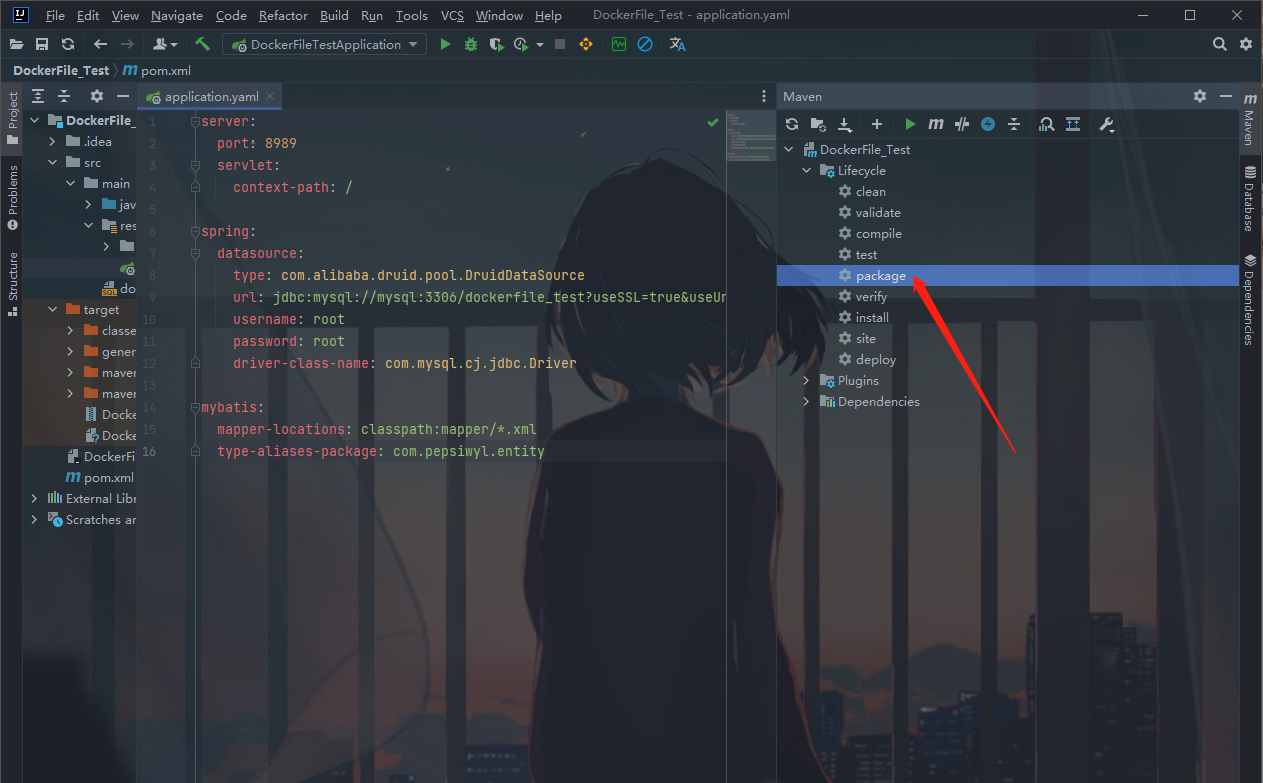 File Edit View Navigate Code Refactor Build Run Tools VCS Window Help DockerFile_Test - application.yaml
DockerFileTestApplication
DockerFile_Test pom.xml
Project
Problems
Structure
DockerFile_
.idea
src
main
jav
res
do
target
classe
gener
maver
maver
Docke
Docke
DockerFi
pom.xml
External Libr
Scratches ar
application.yaml
1 server:
2 port: 8989
3 servlet:
4 context-path: /
5
6 spring:
7 datasource:
8 type: com.alibaba.druid.pool.DruidDataSource
9 url: jdbc:mysql://mysql:3306/dockerfile_test?useSSL=true&useUn
10 username: root
11 password: root
12 driver-class-name: com.mysql.cj.jdbc.Driver
13
14 mybatis:
15 mapper-locations: classpath:mapper/*.xml
16 type-aliases-package: com.pepsiwyl.entity
Maven
DockerFile_Test
Lifecycle
clean
validate
compile
test
package
verify
install
site
deploy
Plugins
Dependencies
Maven
Database
Dependencies